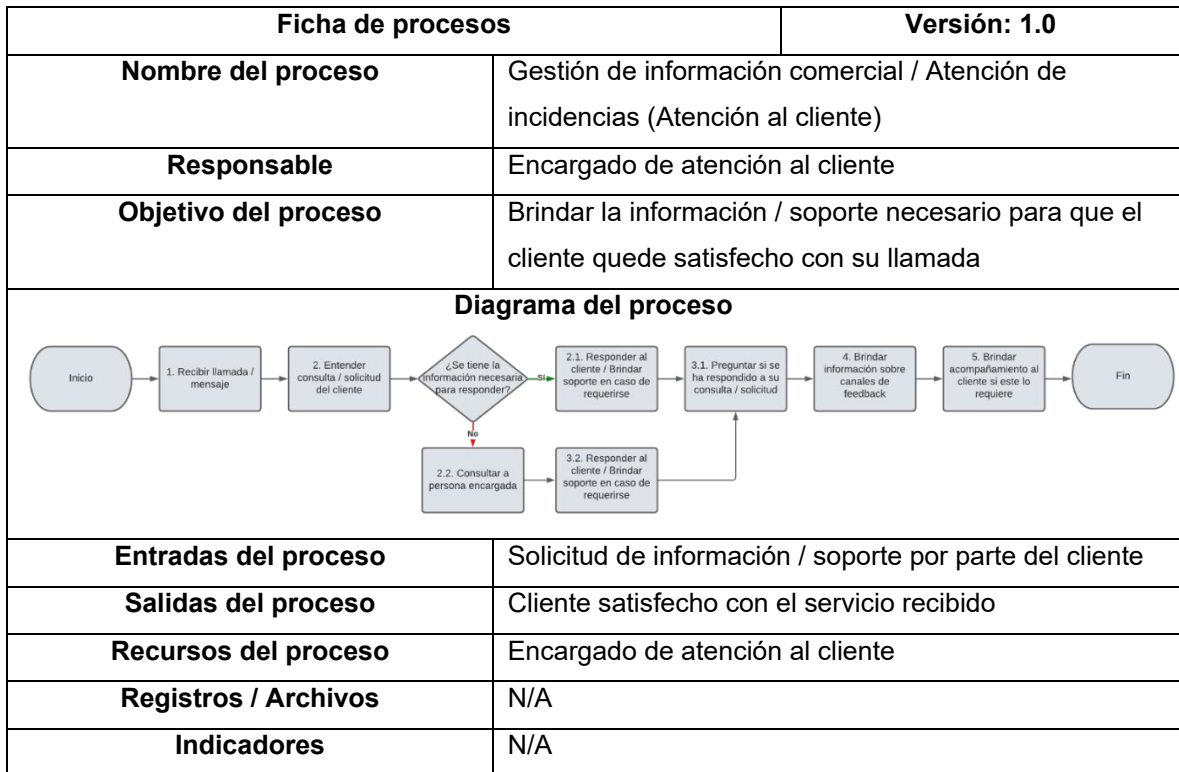 Ficha de procesos
Versión: 1.0
Nombre del proceso
Gestión de información comercial / Atención de
incidencias (Atención al cliente)
Responsable
Encargado de atención al cliente
Objetivo del proceso
Brindar la información / soporte necesario para que el
cliente quede satisfecho con su llamada
Diagrama del proceso
Inicio
1. Recibir llamada /
mensaje
2. Entender
consulta / solicitud
del cliente
¿Se tiene la
información necesaria
para responder?
Sí
2.1. Responder al
cliente / Brindar
soporte en caso de
requerirse
3.1. Preguntar si se
ha respondido a su
consulta / solicitud
4. Brindar
información sobre
canales de
feedback
5. Brindar
acompañamiento al
cliente si este lo
requiere
Fin
No
2.2. Consultar a
persona encargada
3.2. Responder al
cliente / Brindar
soporte en caso de
requerirse
Entradas del proceso
Solicitud de información / soporte por parte del cliente
Salidas del proceso
Cliente satisfecho con el servicio recibido
Recursos del proceso
Encargado de atención al cliente
Registros / Archivos
N/A
Indicadores
N/A